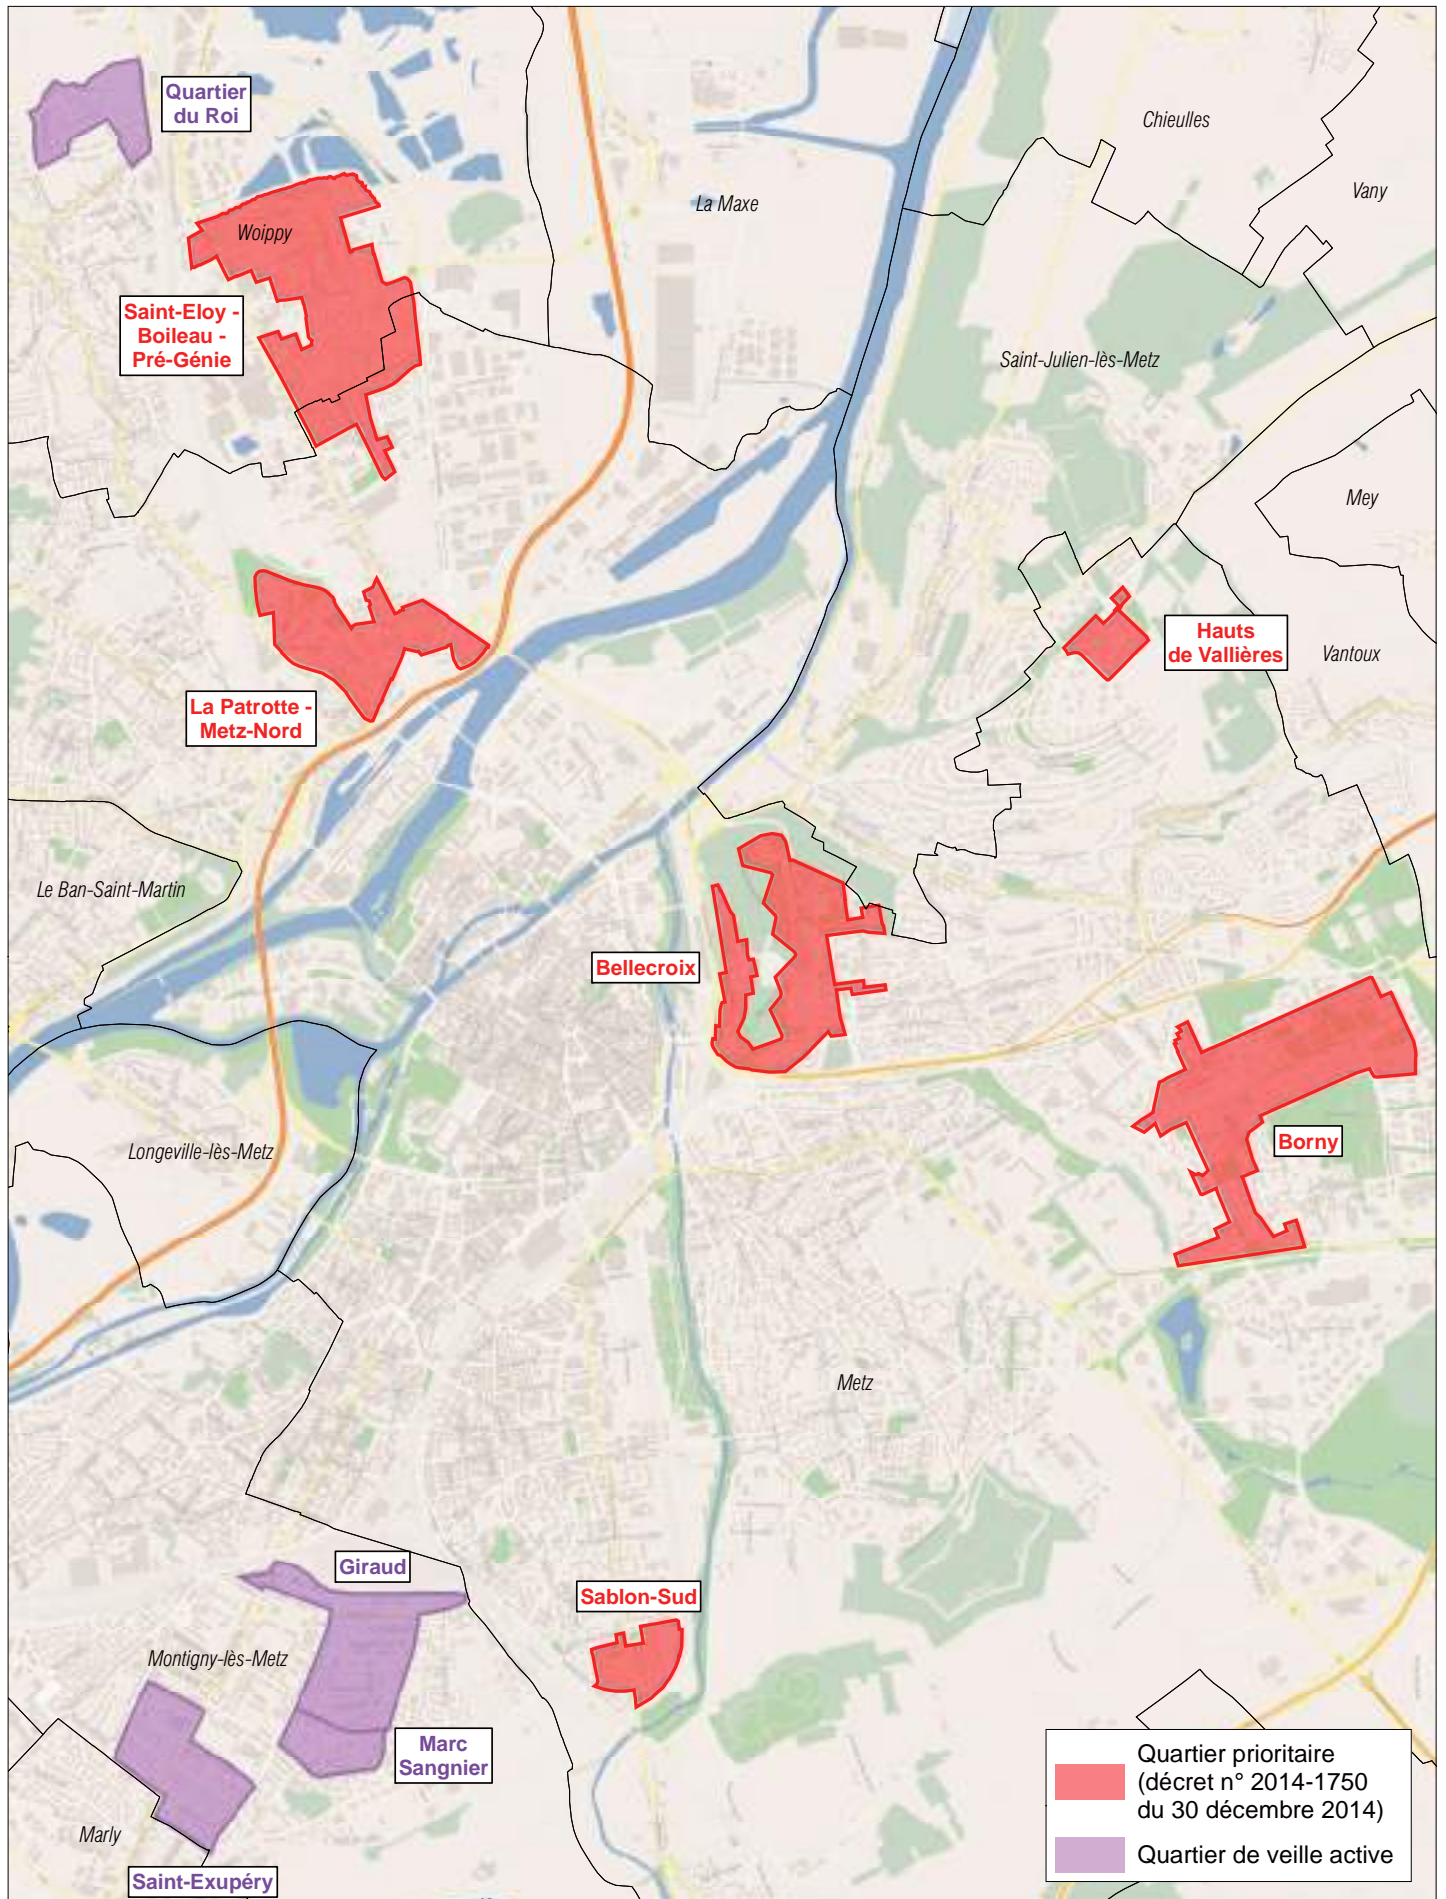 Quartier
du Roi
Chieulles
Vany
La Maxe
Woippy
Saint-Eloy -
Boileau -
Pré-Génie
Saint-Julien-lès-Metz
Mey
Hauts
de Vallières
Vantoux
La Patrotte -
Metz-Nord
Le Ban-Saint-Martin
Bellecroix
Borny
Longeville-lès-Metz
Metz
Giraud
Sablon-Sud
Montigny-lès-Metz
Marc
Sangnier
Marly
Saint-Exupéry
Quartier prioritaire
(décret n° 2014-1750
du 30 décembre 2014)
Quartier de veille active